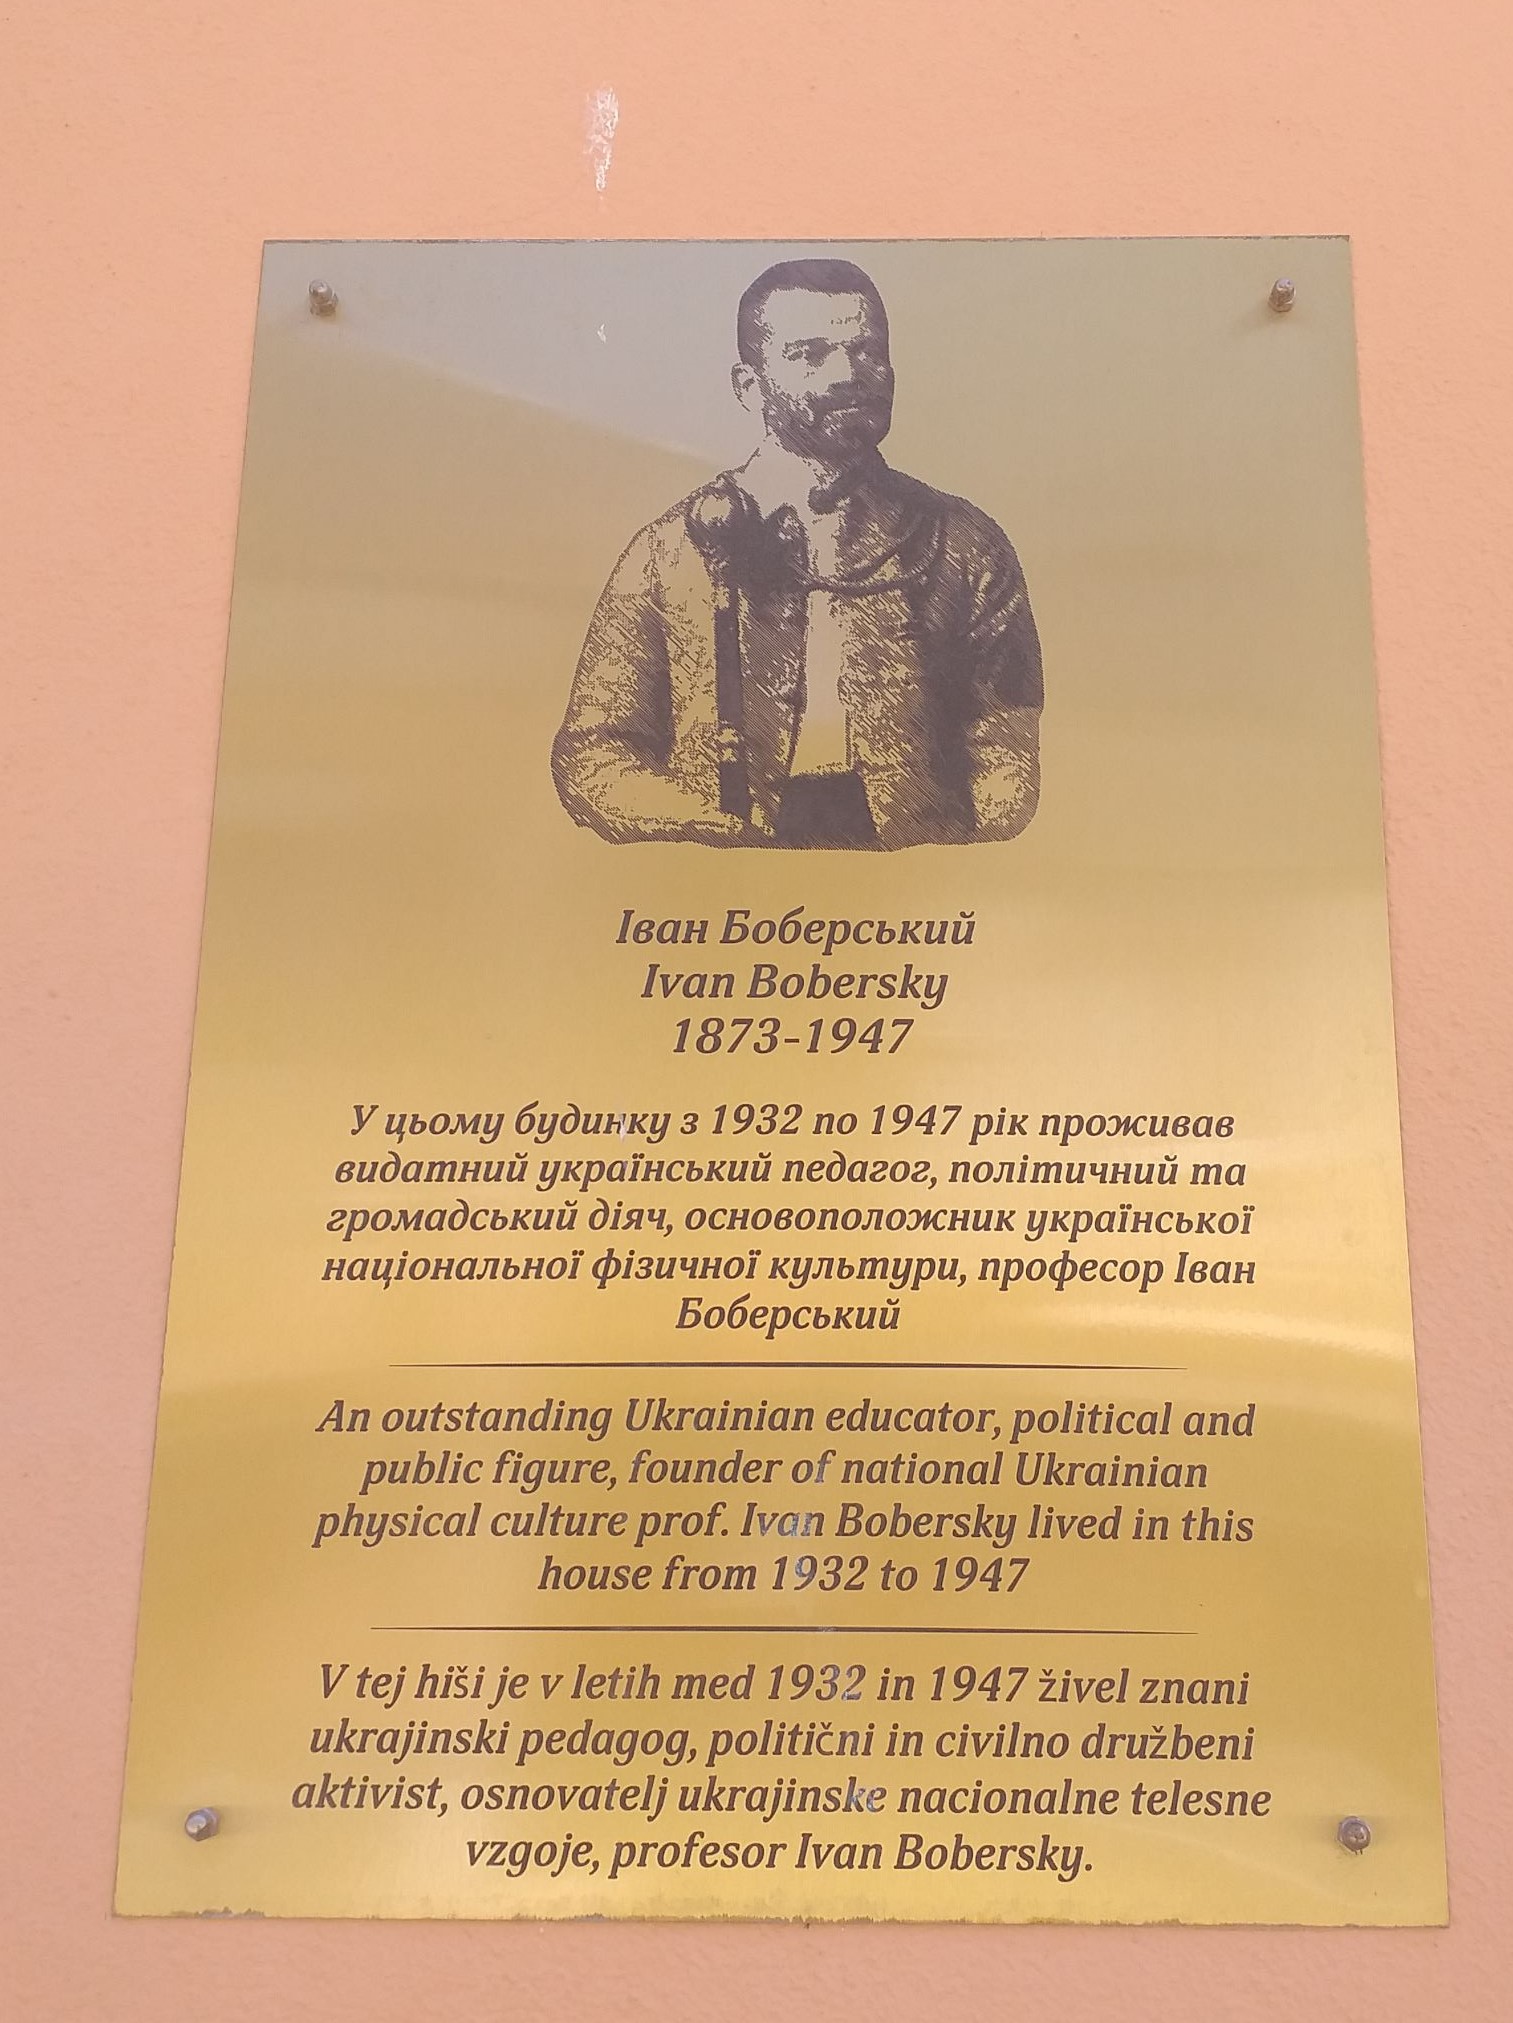 Іван Боберський
Ivan Bobersky
1873-1947
У цьому будинку з 1932 по 1947 рік проживав
видатний український педагог, політичний та
громадський діяч, основоположник української
національної фізичної культури, професор Іван
Боберський
An outstanding Ukrainian educator, political and
public figure, founder of national Ukrainian
physical culture prof. Ivan Bobersky lived in this
house from 1932 to 1947
V tej hiši je v letih med 1932 in 1947 živel znani
ukrajinski pedagog, politični in civilno družbeni
aktivist, osnovatelj ukrajinske nacionalne telesne
vzgoje, profesor Ivan Bobersky.